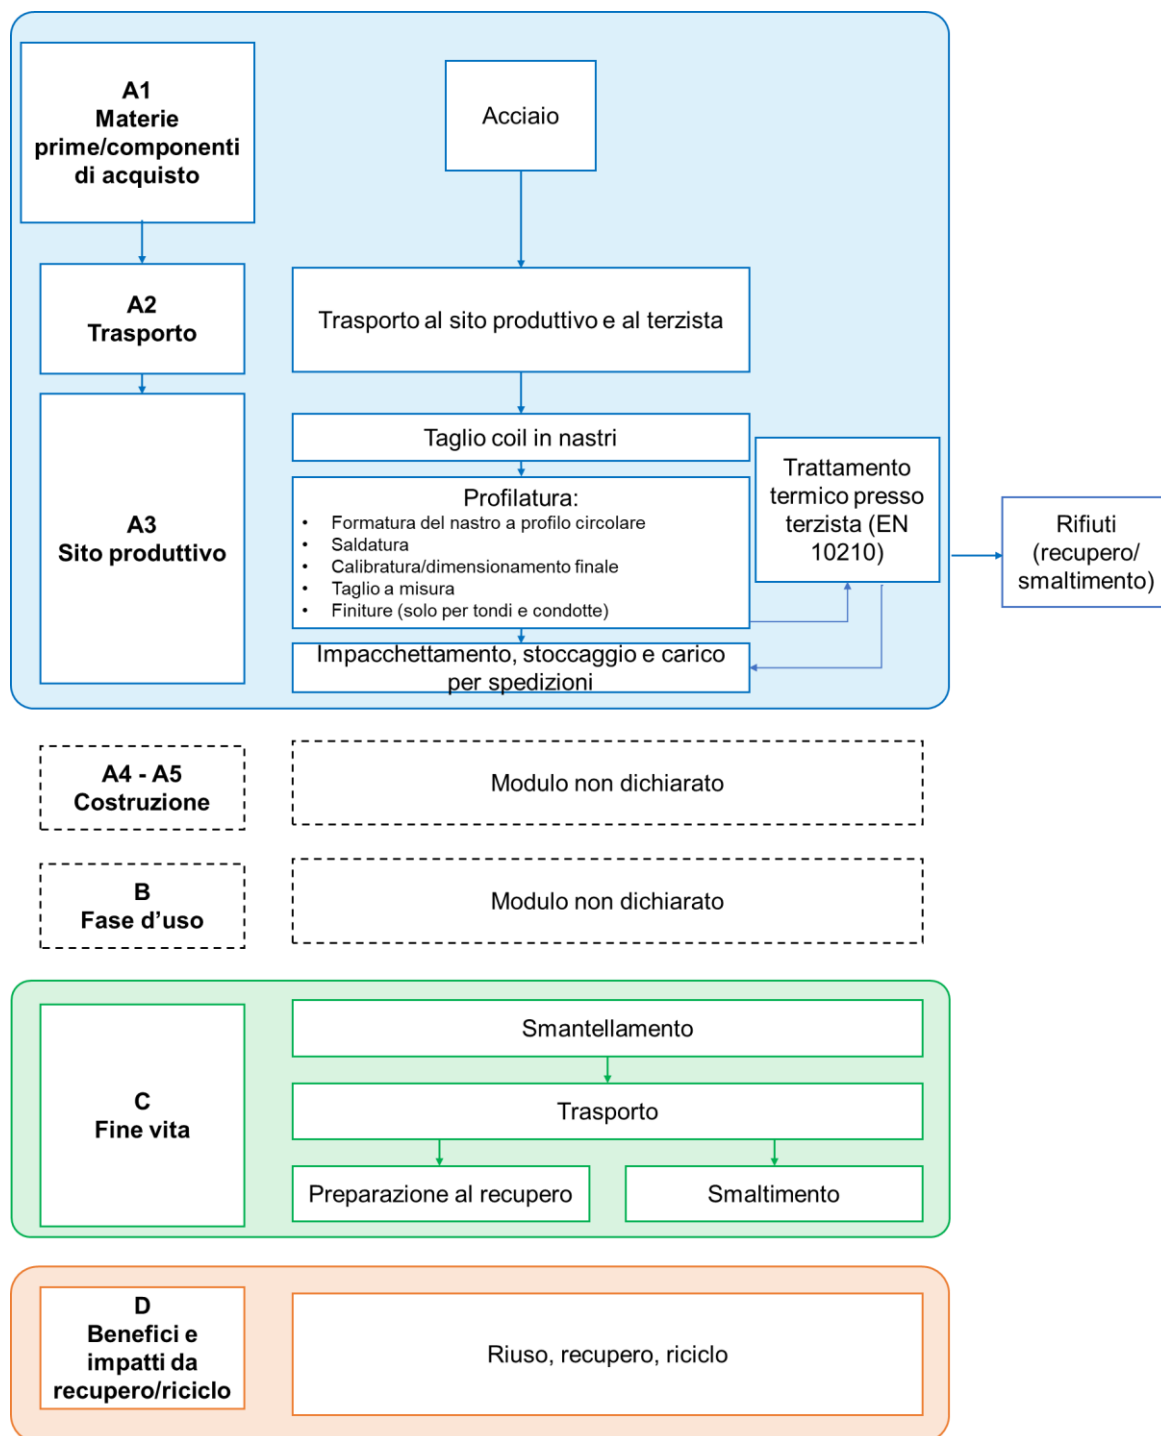 A1
Materie
prime/componenti
di acquisto
Acciaio
A2
Trasporto
Trasporto al sito produttivo e al terzista
A3
Sito produttivo
Taglio coil in nastri
Profilatura:
• Formatura del nastro a profilo circolare
• Saldatura
• Calibratura/dimensionamento finale
• Taglio a misura
• Finiture (solo per tondi e condotte)
Trattamento
termico presso
terzista (EN
10210)
Rifiuti
(recupero/
smaltimento)
Impacchettamento, stoccaggio e carico
per spedizioni
A4 - A5
Costruzione
Modulo non dichiarato
B
Fase d’uso
Modulo non dichiarato
C
Fine vita
Smantellamento
Trasporto
Preparazione al recupero
Smaltimento
D
Benefici e
impatti da
recupero/riciclo
Riuso, recupero, riciclo